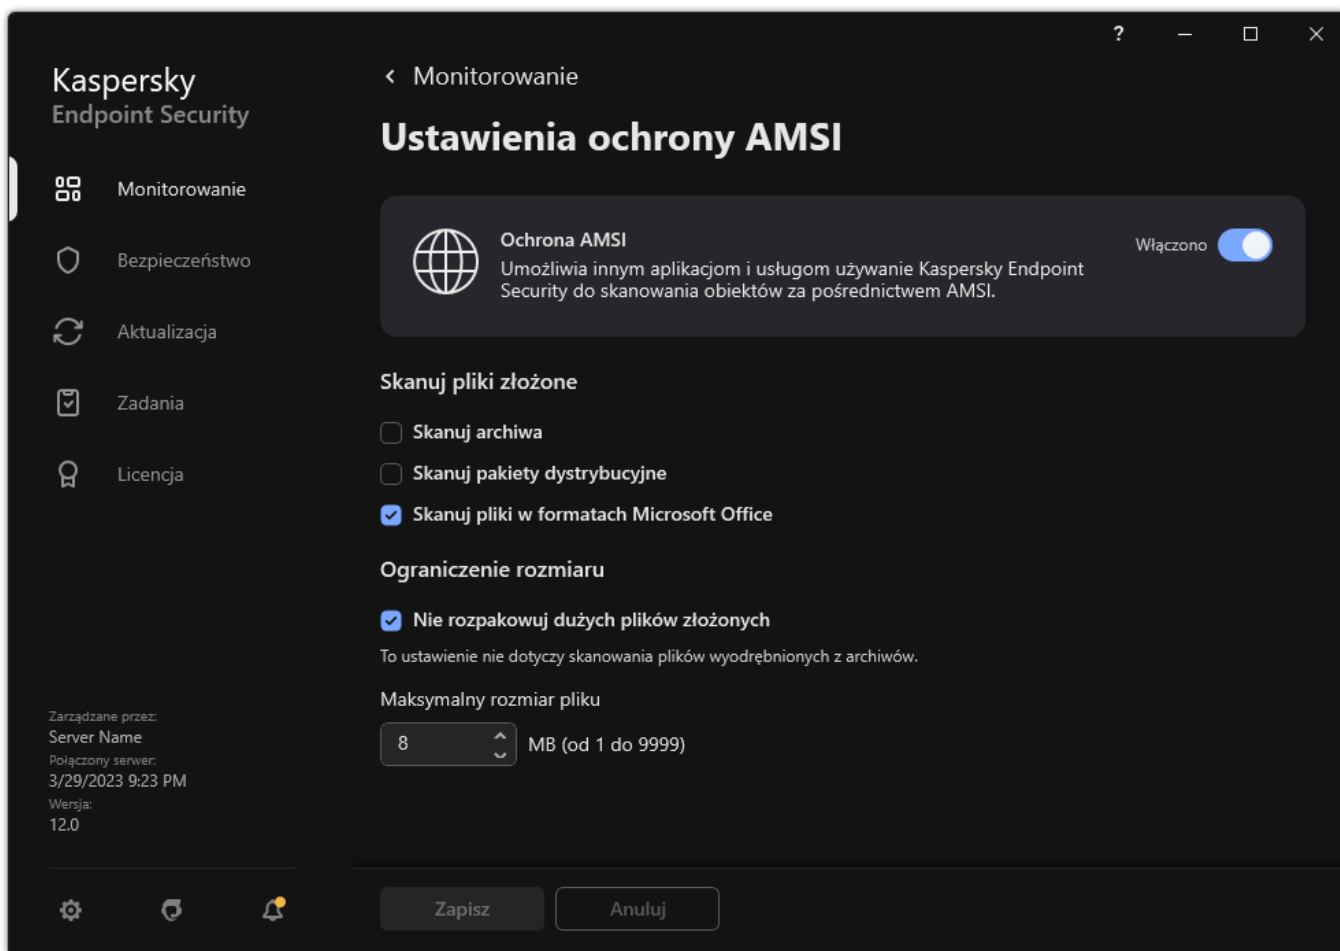 ?
Kaspersky
Endpoint Security
Monitorowanie
Bezpieczeństwo
Aktualizacja
Zadania
Licencja
Zarządzane przez:
Server Name
Połączony serwer:
3/29/2023 9:23 PM
Wersja:
12.0
Monitorowanie
Ustawienia ochrony AMSI
Ochrona AMSI
Umożliwia innym aplikacjom i usługom używanie Kaspersky Endpoint
Security do skanowania obiektów za pośrednictwem AMSI.
Włączono
Skanuj pliki złożone
Skanuj archiwa
Skanuj pakiety dystrybucyjne
Skanuj pliki w formatach Microsoft Office
Ograniczenie rozmiaru
Nie rozpakowuj dużych plików złożonych
To ustawienie nie dotyczy skanowania plików wyodrębnionych z archiwów.
Maksymalny rozmiar pliku
8 MB (od 1 do 9999)
Zapisz
Anuluj